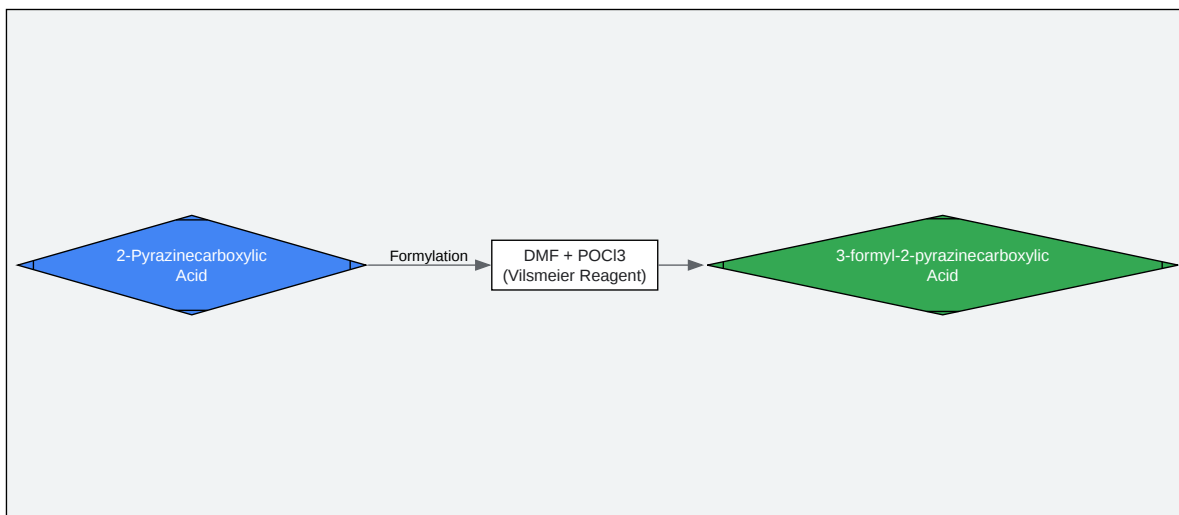 2-Pyrazinecarboxylic
Acid
Formylation
DMF + POCl3
(Vilsmeier Reagent)
3-formyl-2-pyrazinecarboxylic
Acid